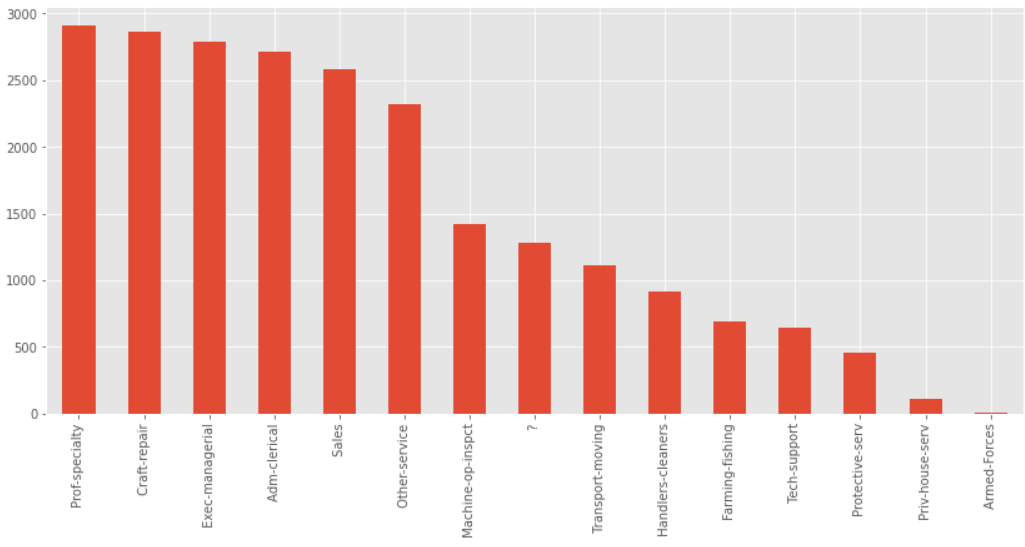 3000
2500
2000
1500
1000
500
0
Prof-specialty
Craft-repair
Exec-managerial
Adm-clerical
Sales
Other-service
Machine-op-inspct
?
Transport-moving
Handlers-cleaners
Farming-fishing
Tech-support
Protective-serv
Priv-house-serv
Armed-Forces